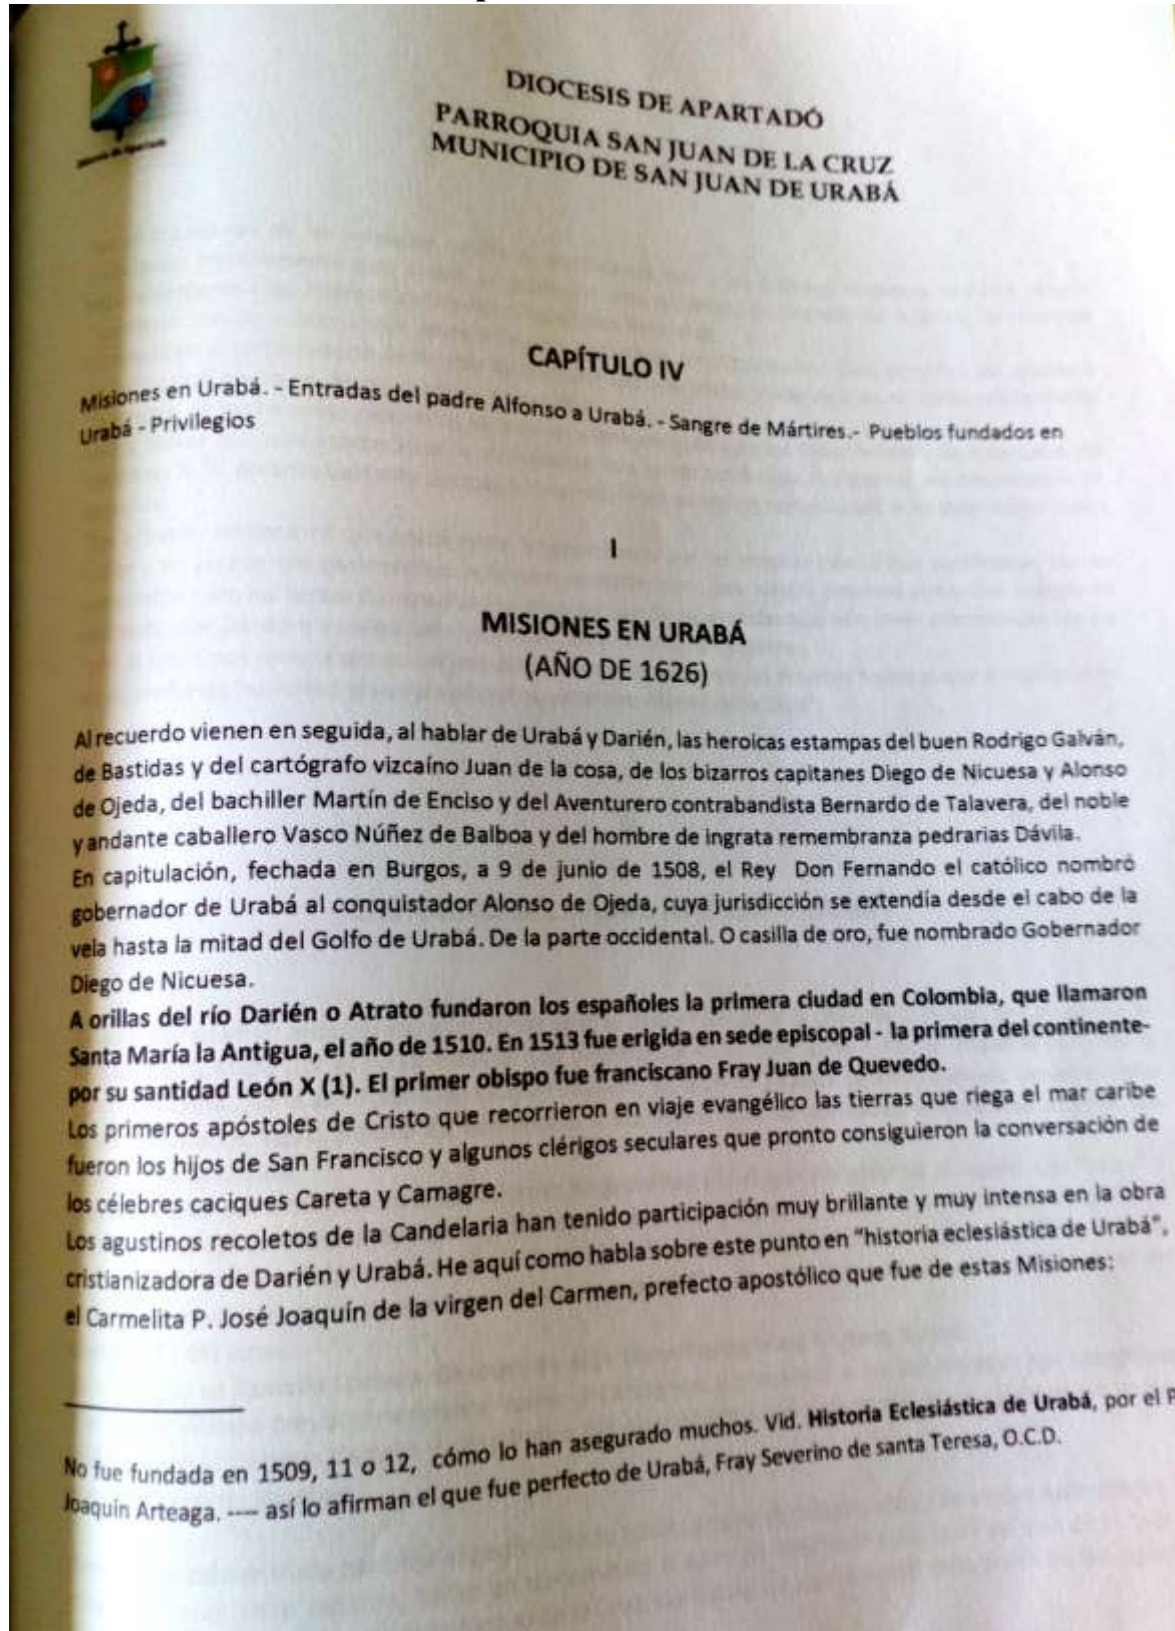 DIOCESIS DE APARTADÓ
PARROQUIA SAN JUAN DE LA CRUZ
MUNICIPIO DE SAN JUAN DE URABÁ
CAPÍTULO IV
Misiones en Urabá. - Entradas del padre Alfonso a Urabá. - Sangre de Mártires.- Pueblos fundados en
Urabá - Privilegios
I
MISIONES EN URABÁ
(AÑO DE 1626)
Al recuerdo vienen en seguida, al hablar de Urabá y Darién, las heroicas estampas del buen Rodrigo Galván,
de Bastidas y del cartógrafo vizcaíno Juan de la cosa, de los bizarros capitanes Diego de Nicuesa y Alonso
de Ojeda, del bachiller Martín de Enciso y del Aventurero contrabandista Bernardo de Talavera, del noble
y andante caballero Vasco Núñez de Balboa y del hombre de ingrata remembranza pedrarias Dávila.
En capitulación, fechada en Burgos, a 9 de junio de 1508, el Rey Don Fernando el católico nombró
gobernador de Urabá al conquistador Alonso de Ojeda, cuya jurisdicción se extendía desde el cabo de la
vela hasta la mitad del Golfo de Urabá. De la parte occidental. O casilla de oro, fue nombrado Gobernador
Diego de Nicuesa.
A orillas del río Darién o Atrato fundaron los españoles la primera ciudad en Colombia, que llamaron
Santa María la Antigua, el año de 1510. En 1513 fue erigida en sede episcopal - la primera del continente-
por su santidad León X (1). El primer obispo fue franciscano Fray Juan de Quevedo.
Los primeros apóstoles de Cristo que recorrieron en viaje evangélico las tierras que riega el mar caribe
fueron los hijos de San Francisco y algunos clérigos seculares que pronto consiguieron la conversación de
los célebres caciques Careta y Camagre.
Los agustinos recoletos de la Candelaria han tenido participación muy brillante y muy intensa en la obra
cristianizadora de Darién y Urabá. He aquí como habla sobre este punto en "historia eclesiástica de Urabá",
el Carmelita P. José Joaquín de la virgen del Carmen, prefecto apostólico que fue de estas Misiones:
No fue fundada en 1509, 11 o 12, cómo lo han asegurado muchos. Vid. Historia Eclesiástica de Urabá, por el P
Joaquín Arteaga. ---- así lo afirman el que fue perfecto de Urabá, Fray Severino de santa Teresa, O.C.D.